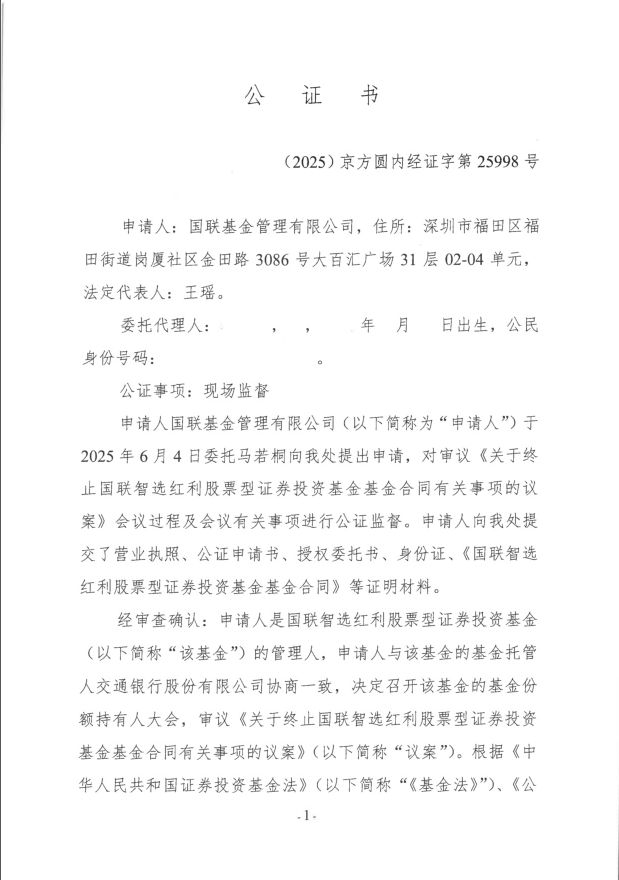 公 证 书
（2025）京方圆内经证字第 25998 号
申请人：国联基金管理有限公司，住所：深圳市福田区福
田街道岗厦社区金田路 3086 号大百汇广场 31 层 02-04 单元，
法定代表人：王瑶。
委托代理人： ， ， 年 月 日出生，公民
身份号码： 。
公证事项：现场监督
申请人国联基金管理有限公司（以下简称为“申请人”）于
2025 年 6 月 4 日委托马若桐向我处提出申请，对审议《关于终
止国联智选红利股票型证券投资基金基金合同有关事项的议
案》会议过程及会议有关事项进行公证监督。申请人向我处提
交了营业执照、公证申请书、授权委托书、身份证、《国联智选
红利股票型证券投资基金基金合同》等证明材料。
经审查确认：申请人是国联智选红利股票型证券投资基金
（以下简称“该基金”）的管理人，申请人与该基金的基金托管
人交通银行股份有限公司协商一致，决定召开该基金的基金份
额持有人大会，审议《关于终止国联智选红利股票型证券投资
基金基金合同有关事项的议案》（以下简称“议案”）。根据《中
华人民共和国证券投资基金法》（以下简称“《基金法》”）、《公
- 1 -